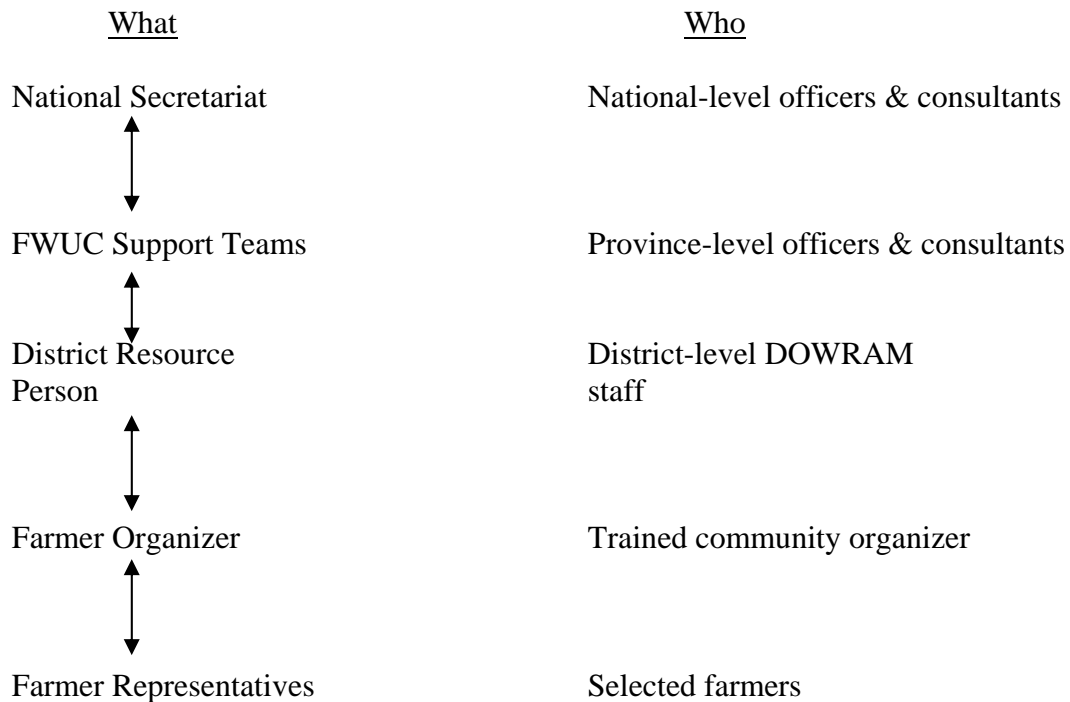 What Who
National Secretariat National-level officers & consultants
FWUC Support Teams Province-level officers & consultants
District Resource District-level DOWRAM
Person staff
Farmer Organizer Trained community organizer
Farmer Representatives Selected farmers